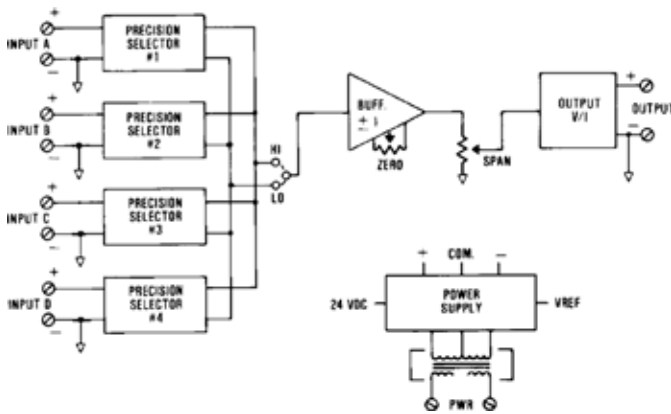 +
INPUT A
−
PRECISION
SELECTOR
#1
+
INPUT B
−
PRECISION
SELECTOR
#2
+
INPUT C
−
PRECISION
SELECTOR
#3
+
INPUT D
−
PRECISION
SELECTOR
#4
HI
LO
BUFF.
ZERO
SPAN
OUTPUT
V/I
+
OUTPUT
−
+ COM. −
24 VDC
POWER
SUPPLY
VREF
PWR